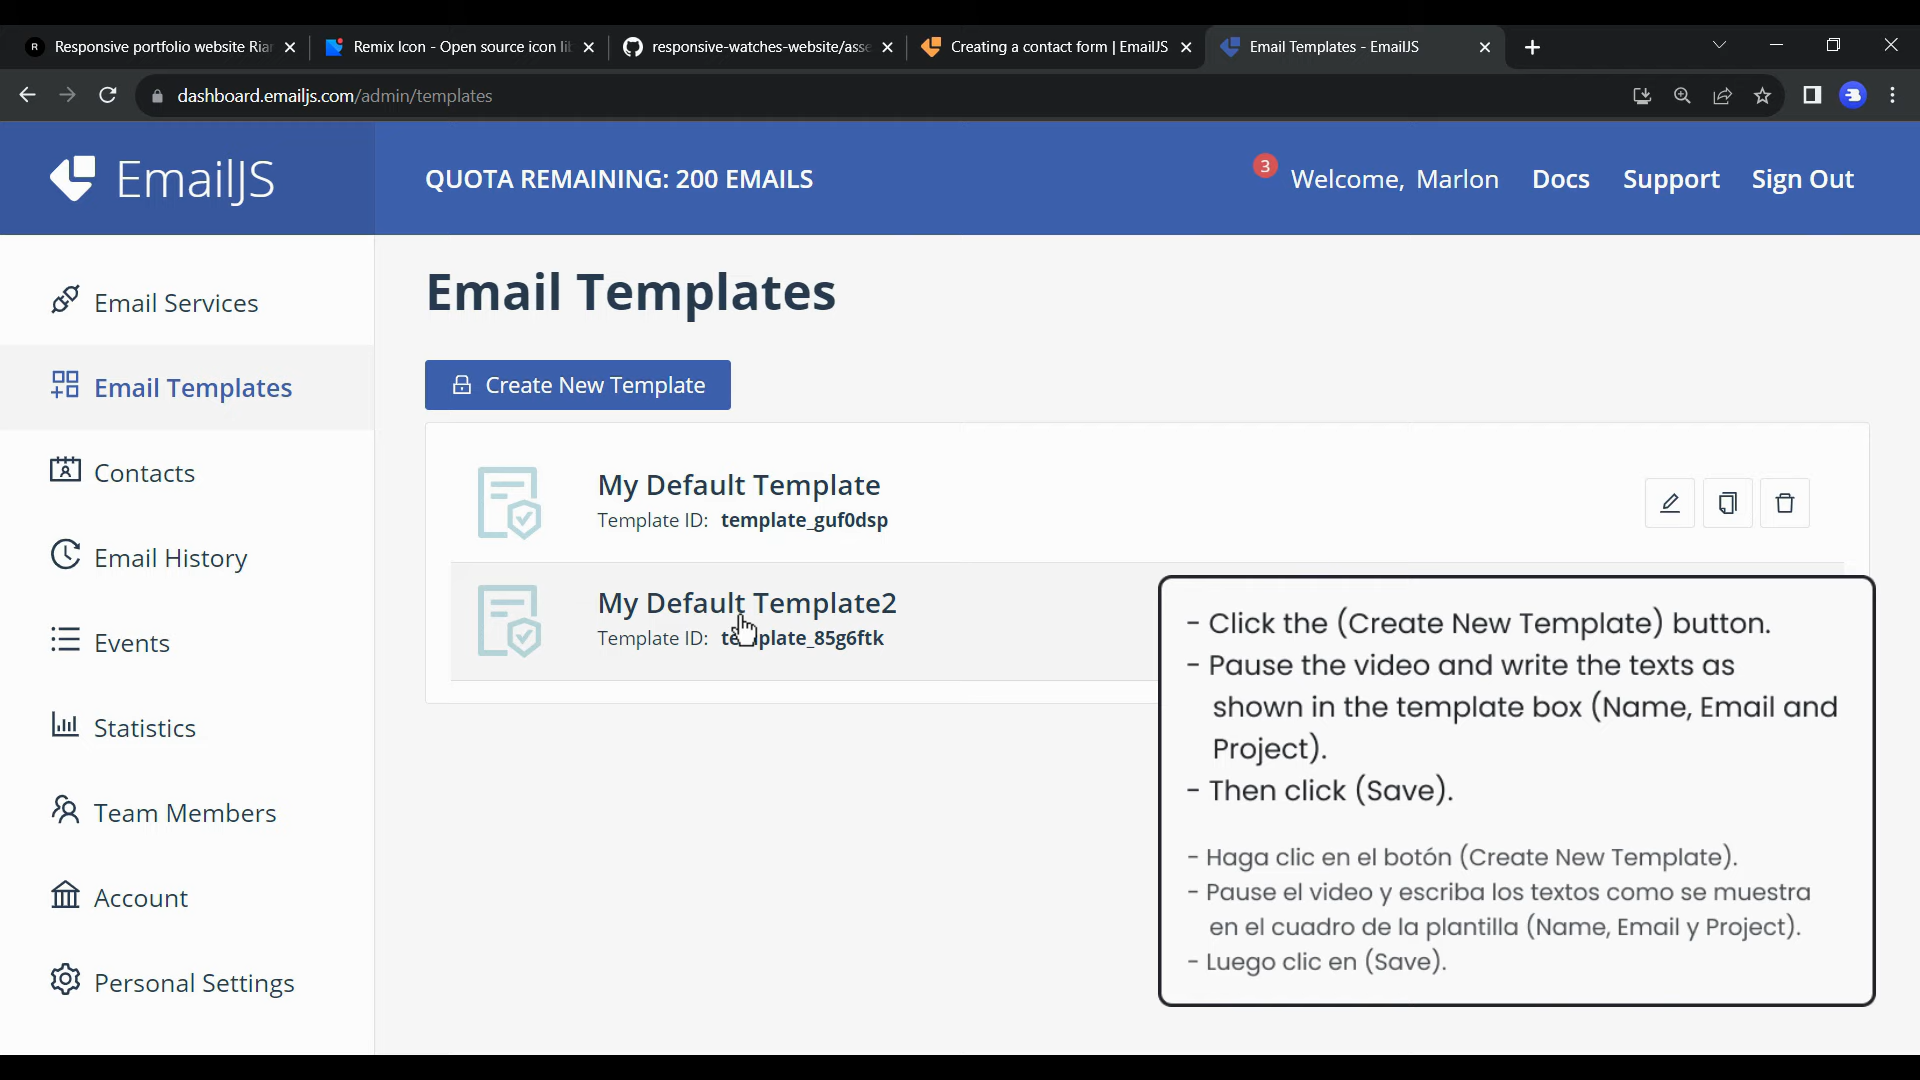 R Responsive portfolio website Rian
Remix Icon - Open source icon lib
responsive-watches-website/asse
Creating a contact form | EmailJS
Email Templates - EmailJS
dashboard.emailjs.com/admin/templates
EmailJS
QUOTA REMAINING: 200 EMAILS
3
Welcome, Marlon
Docs
Support
Sign Out
Email Services
Email Templates
Contacts
Email History
Events
Statistics
Team Members
Account
Personal Settings
Email Templates
Create New Template
My Default Template
Template ID: template_guf0dsp
My Default Template2
Template ID: template_85g6ftk
- Click the (Create New Template) button.
- Pause the video and write the texts as
shown in the template box (Name, Email and
Project).
- Then click (Save).
- Haga clic en el botón (Create New Template).
- Pause el video y escriba los textos como se muestra
en el cuadro de la plantilla (Name, Email y Project).
- Luego clic en (Save).